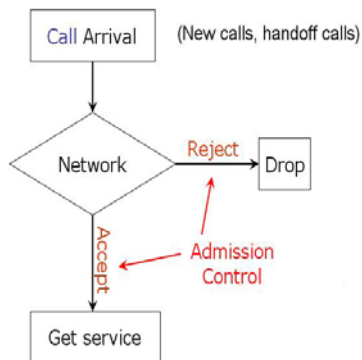 Call Arrival
(New calls, handoff calls)
Network
Reject
Drop
Accept
Admission
Control
Get service